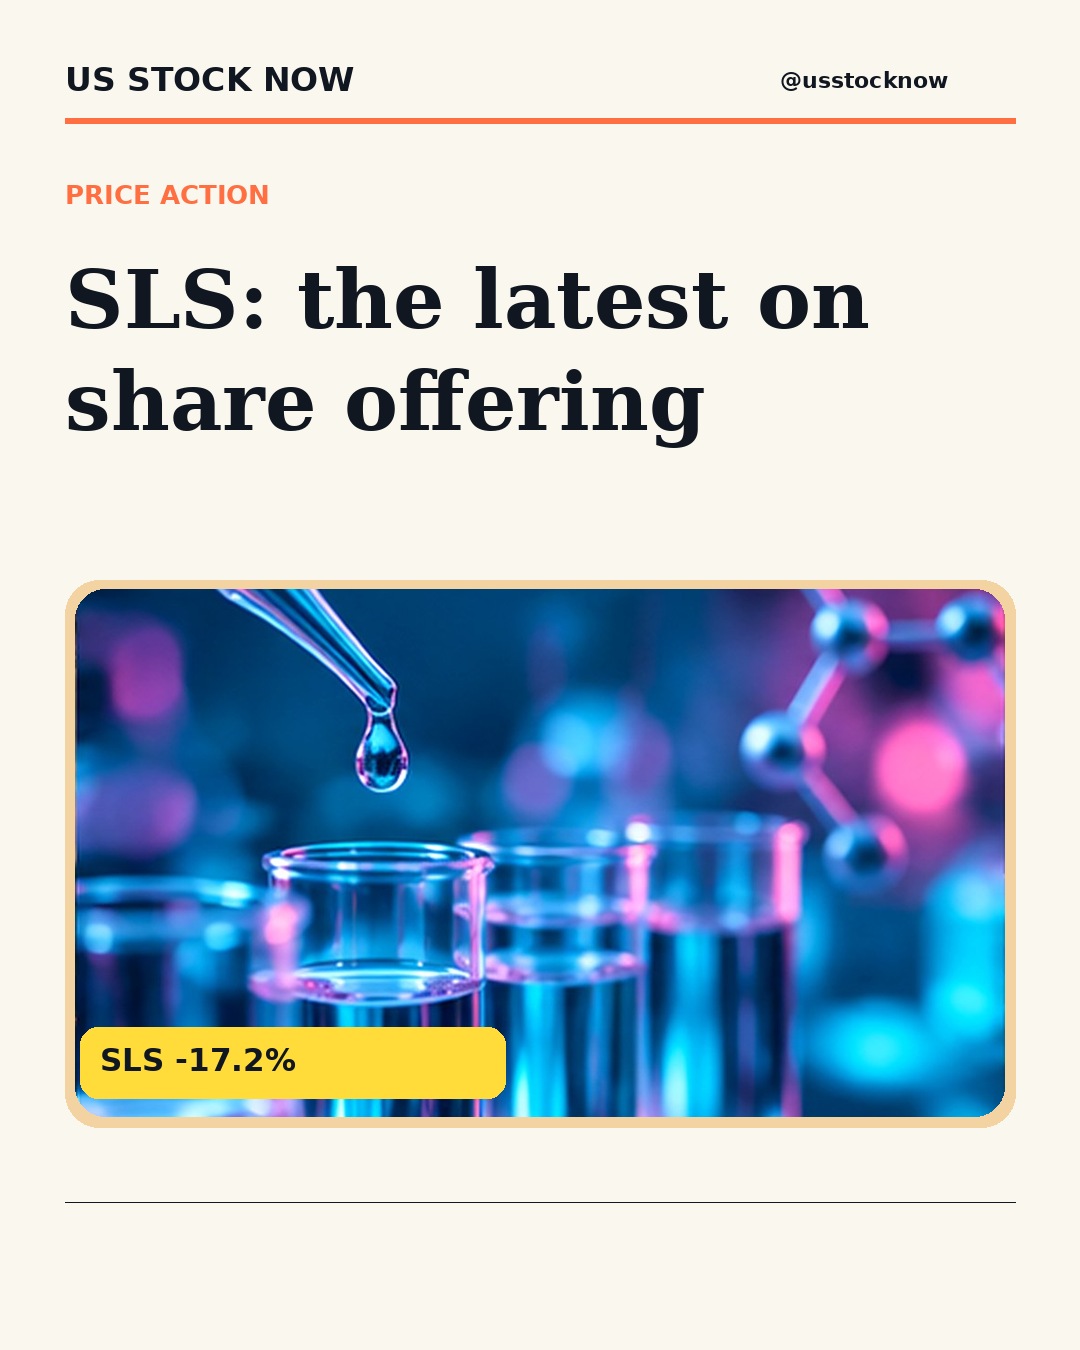 US STOCK NOW
@usstocknow
PRICE ACTION
SLS: the latest on
share offering
SLS -17.2%